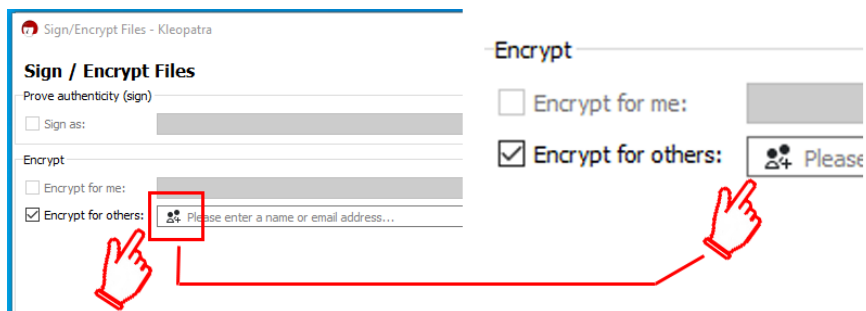 Sign/Encrypt Files - Kleopatra
Sign / Encrypt Files
Prove authenticity (sign)
Sign as:
Encrypt
Encrypt for me:
Encrypt for others: Please enter a name or email address...
Encrypt
Encrypt for me:
Encrypt for others: Please